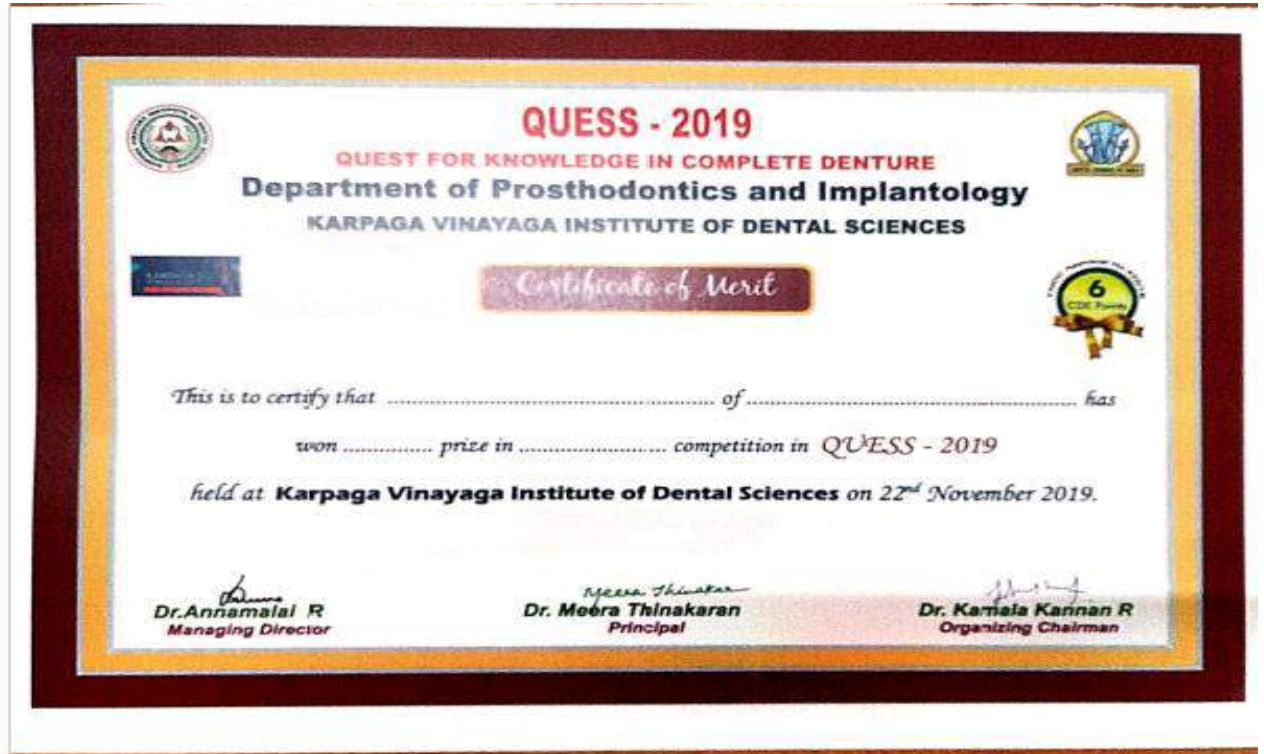 QUESS - 2019
QUEST FOR KNOWLEDGE IN COMPLETE DENTURE
Department of Prosthodontics and Implantology
KARPAGA VINAYAGA INSTITUTE OF DENTAL SCIENCES
Certificate of Merit
6
CDE Points
This is to certify that ........................................................... of ........................................................... has
won ................ prize in .......................... competition in QUESS - 2019
held at Karpaga Vinayaga Institute of Dental Sciences on 22nd November 2019.
Meera Thinakar
Dr.Annamalai R Dr. Meera Thinakaran Dr. Kamala Kannan R
Managing Director Principal Organizing Chairman